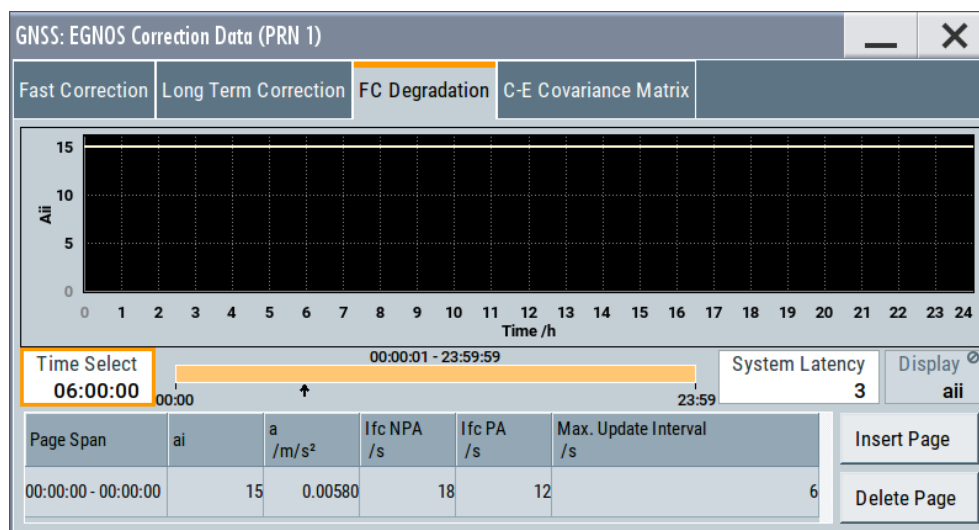 GNSS: EGNOS Correction Data (PRN 1)
Fast Correction Long Term Correction FC Degradation C-E Covariance Matrix
15
10
5
0
Aii
0 1 2 3 4 5 6 7 8 9 10 11 12 13 14 15 16 17 18 19 20 21 22 23 24
Time /h
Time Select
06:00:00
00:00:01 - 23:59:59
00:00 23:59
System Latency
3
Display
aii
Page Span ai a /m/s² Ifc NPA /s Ifc PA /s Max. Update Interval /s
00:00:00 - 00:00:00 15 0.00580 18 12 6
Insert Page
Delete Page